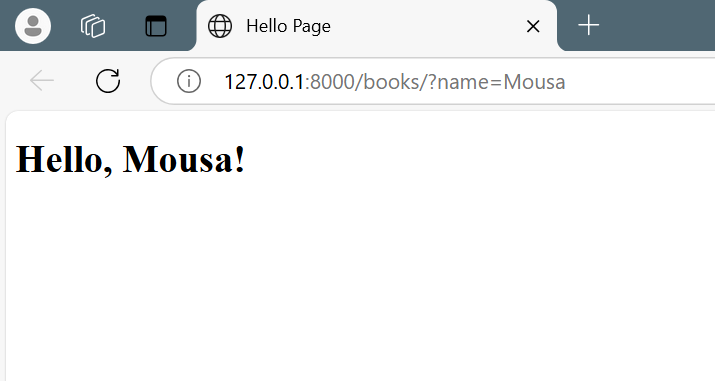 Hello Page
127.0.0.1:8000/books/?name=Mousa
Hello, Mousa!